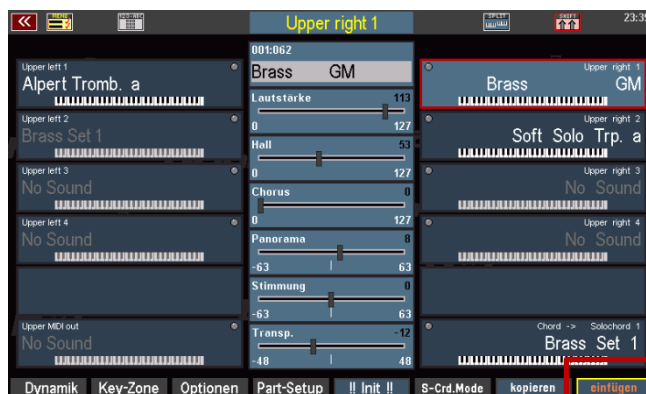 MENU
Upper right 1
SPLIT
SHIFT
23:39
001:062
Brass GM
Upper left 1
Alpert Tromb. a
Upper left 2
Brass Set 1
Upper left 3
No Sound
Upper left 4
No Sound
Upper MIDI out
No Sound
Lautstärke 113
0 127
Hall 53
0 127
Chorus 0
0 127
Panorama 8
-63 63
Stimmung 0
-63 63
Transp. -12
-48 48
Upper right 1
Brass GM
Upper right 2
Soft Solo Trp. a
Upper right 3
No Sound
Upper right 4
No Sound
Chord -> Solochord 1
Brass Set 1
Dynamik Key-Zone Optionen Part-Setup !! Init !! S-Crd.Mode kopieren einfügen